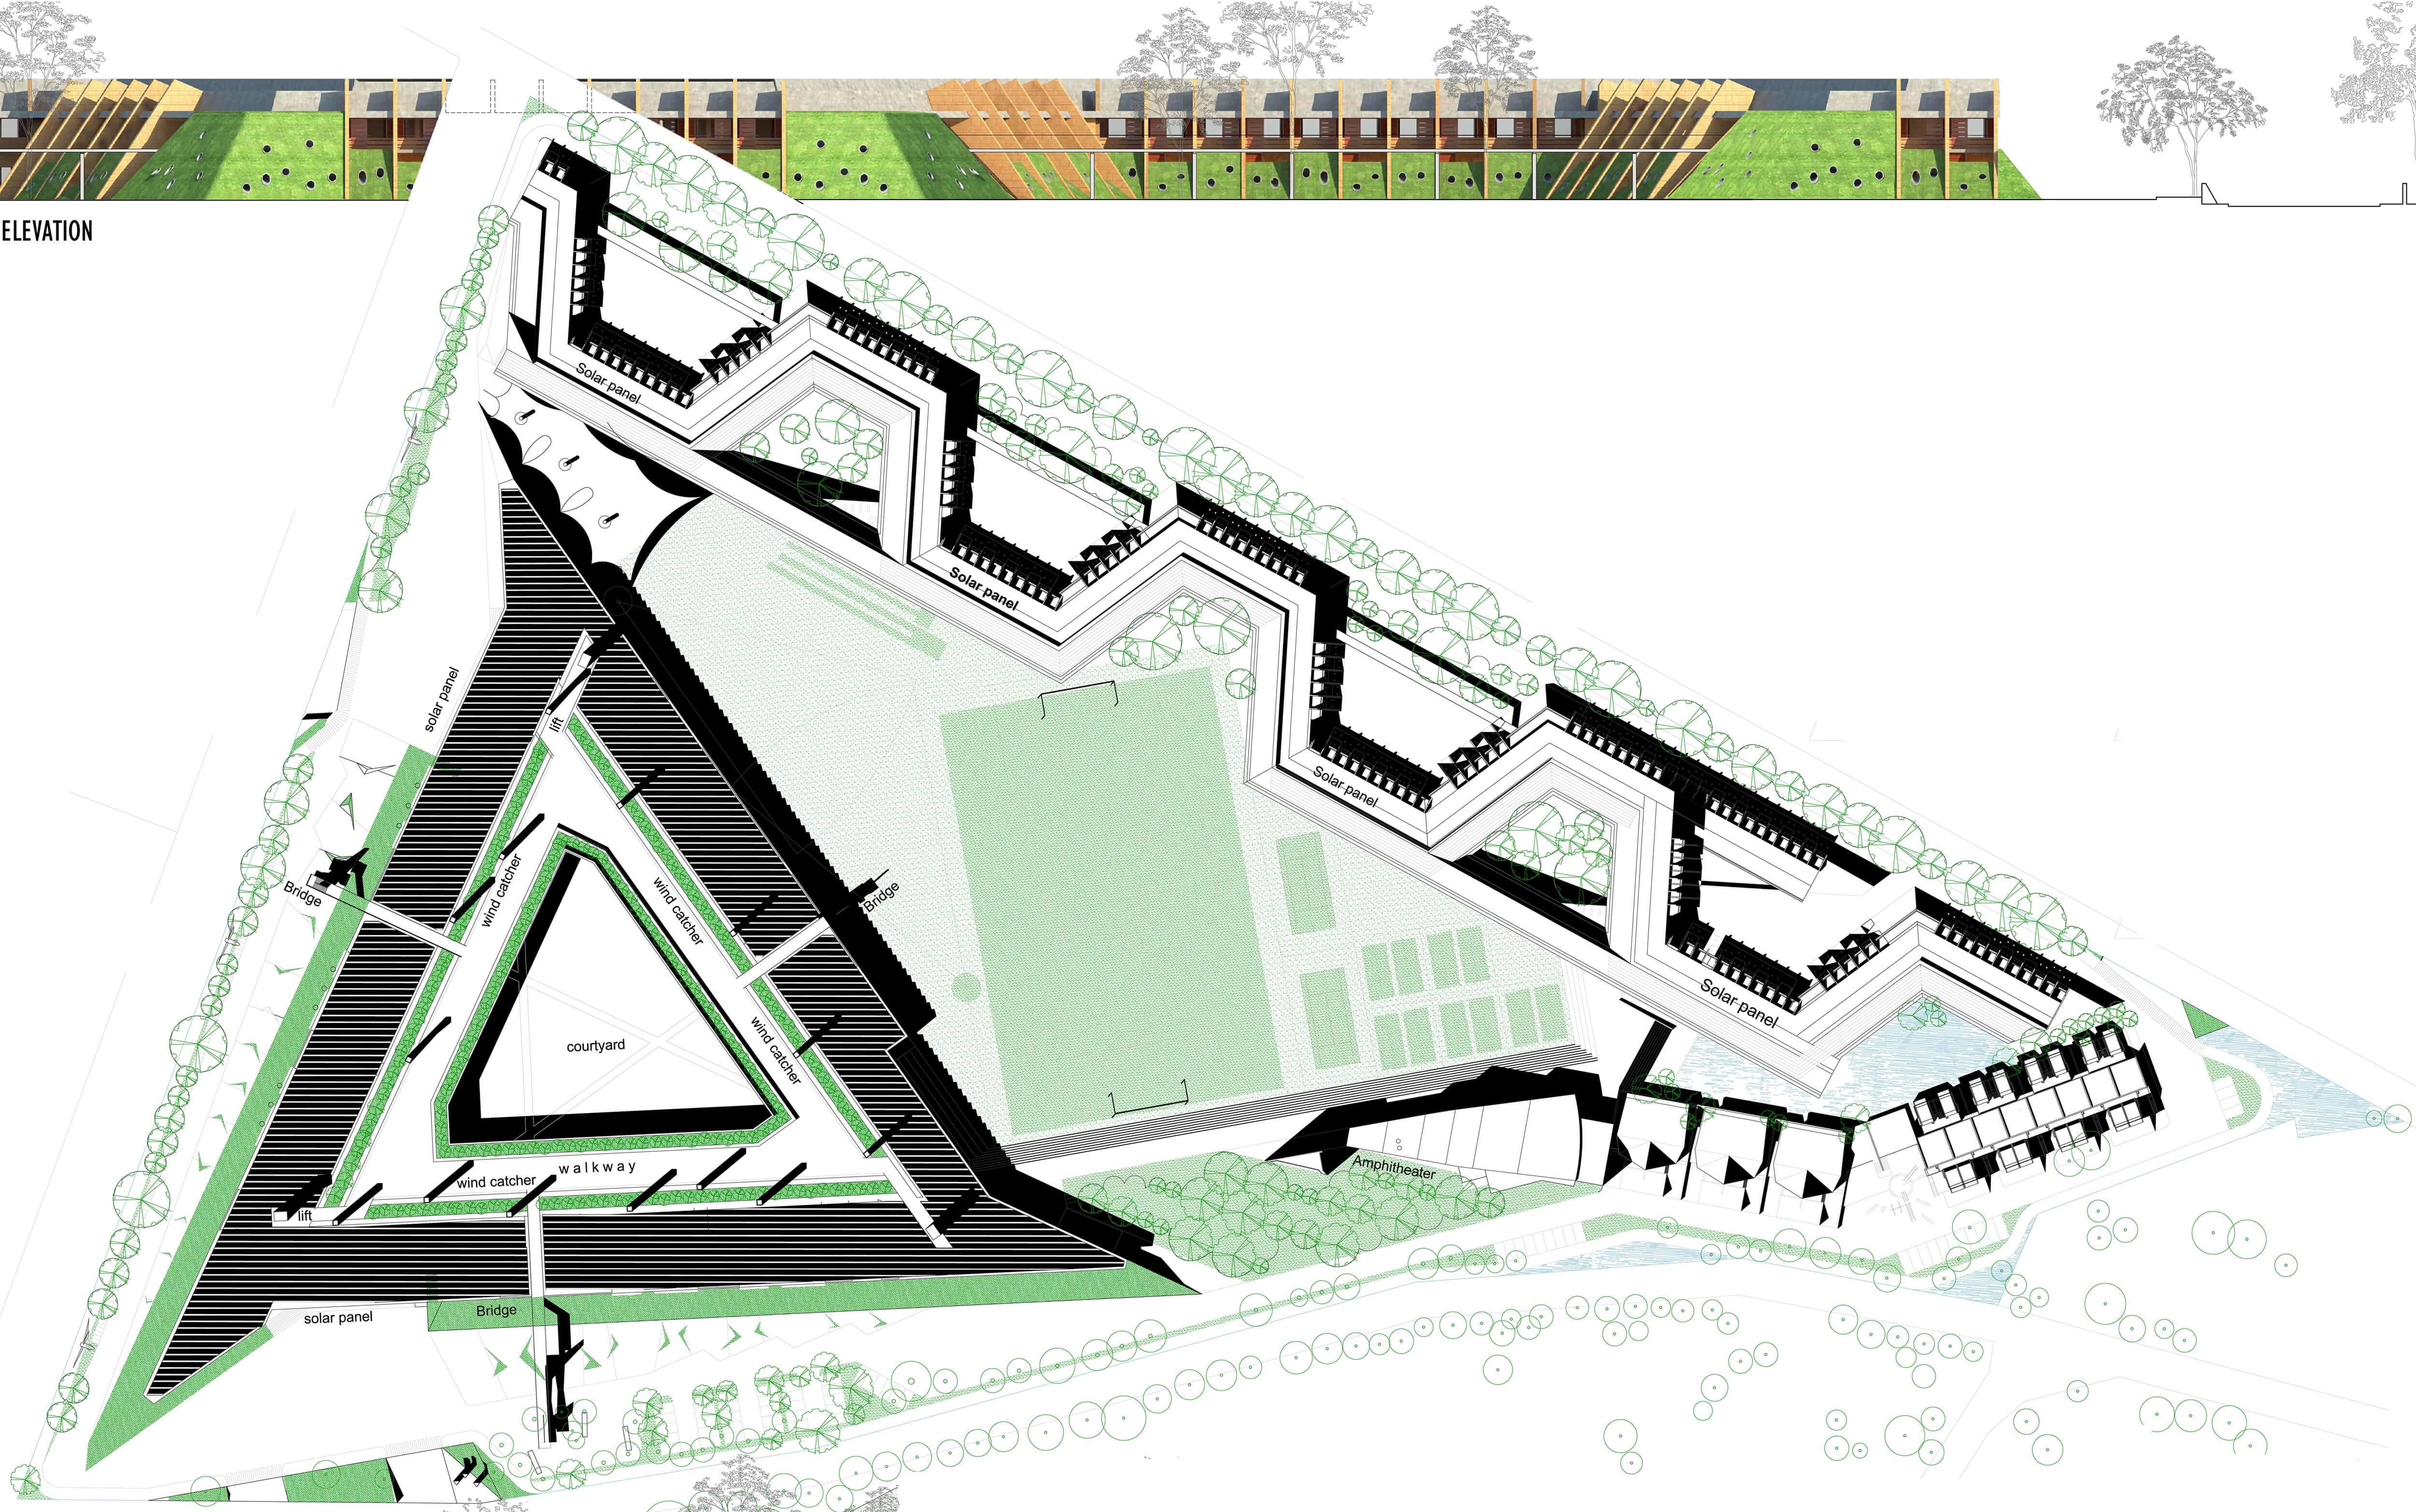 ELEVATION
Solar panel
Solar panel
solar panel
lift
Solar panel
Bridge
wind catcher
wind catcher
Bridge
Solar panel
courtyard
wind catcher
walkway
wind catcher
Amphitheater
lift
Bridge
solar panel